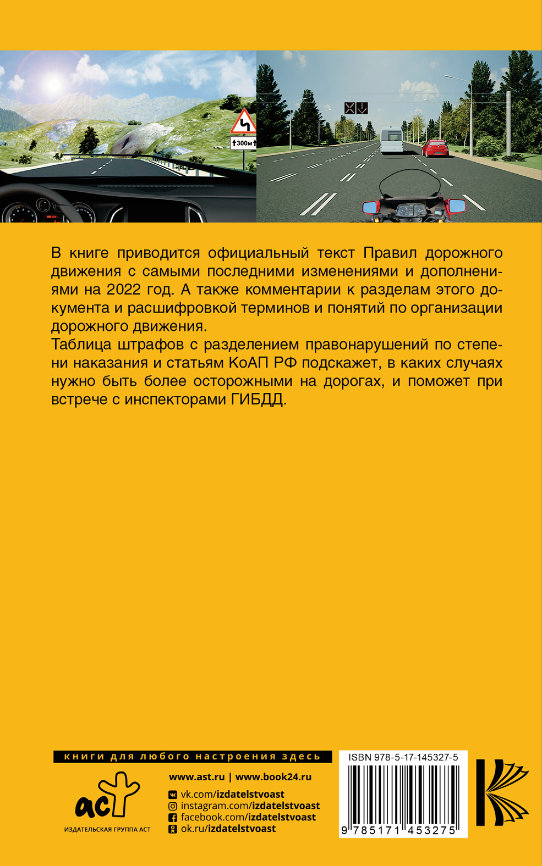 300м
В книге приводится официальный текст Правил дорожного
движения с самыми последними изменениями и дополнени-
ями на 2022 год. А также комментарии к разделам этого до-
кумента и расшифровкой терминов и понятий по организации
дорожного движения.
Таблица штрафов с разделением правонарушений по степе-
ни наказания и статьям КоАП РФ подскажет, в каких случаях
нужно быть более осторожными на дорогах, и поможет при
встрече с инспекторами ГИБДД.
книги для любого настроения здесь
аст
ИЗДАТЕЛЬСКАЯ ГРУППА АСТ
www.ast.ru | www.book24.ru
vk.com/izdatelstvoast
instagram.com/izdatelstvoast
facebook.com/izdatelstvoast
ok.ru/izdatelstvoast
ISBN 978-5-17-145327-5
9 785171 453275